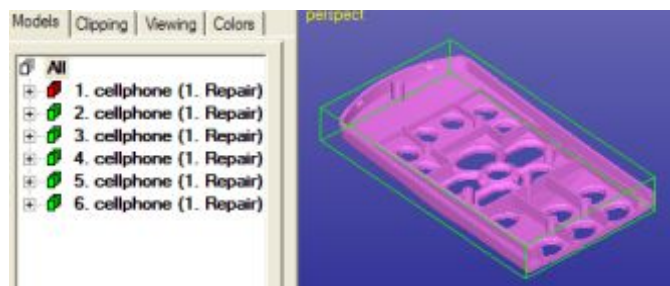 Models Clipping Viewing Colors
perspect
All
1. cellphone (1. Repair)
2. cellphone (1. Repair)
3. cellphone (1. Repair)
4. cellphone (1. Repair)
5. cellphone (1. Repair)
6. cellphone (1. Repair)